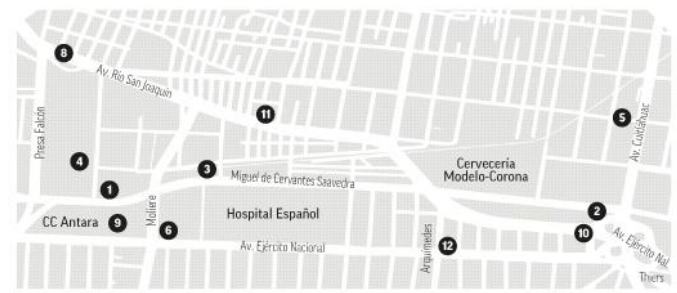 8
Av. Río San Joaquín
11
5
Presa Falcón
Av. Cuitláhuac
4
3
Cervecería
Modelo-Corona
Miguel de Cervantes Saavedra
1
2
CC Antara
9
Moliere
6
Hospital Español
Arquímedes
12
10
Av. Ejército Nacional
Av. Ejército Nal.
Thiers